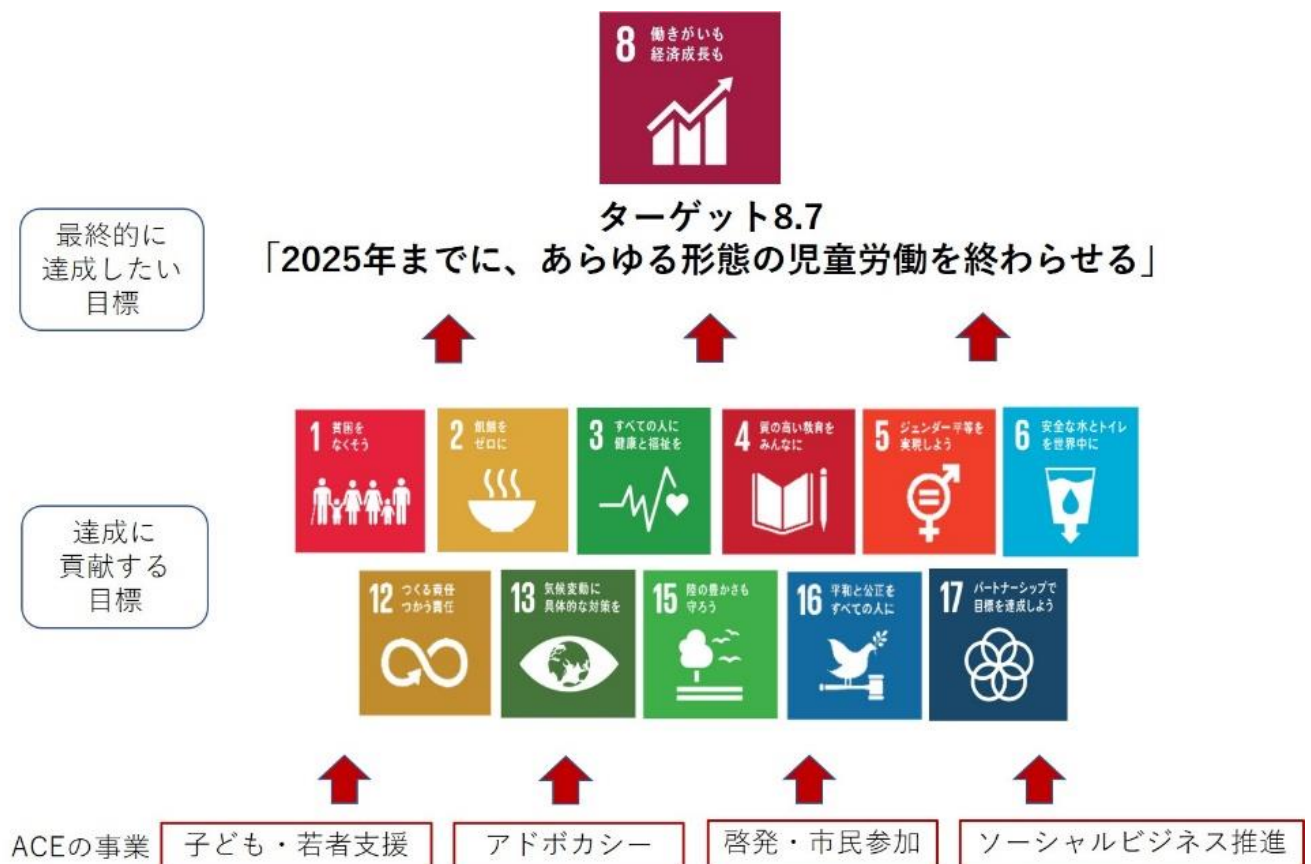 8 働きがいも
経済成長も
ターゲット8.7
「2025年までに、あらゆる形態の児童労働を終わらせる」
最終的に
達成したい
目標
1 貧困を
なくそう
2 飢餓を
ゼロに
3 すべての人に
健康と福祉を
4 質の高い教育を
みんなに
5 ジェンダー平等を
実現しよう
6 安全な水とトイレ
を世界中に
達成に
貢献する
目標
12 つくる責任
つかう責任
13 気候変動に
具体的な対策を
15 陸の豊かさも
守ろう
16 平和と公正を
すべての人に
17 パートナーシップで
目標を達成しよう
ACEの事業
子ども・若者支援
アドボカシー
啓発・市民参加
ソーシャルビジネス推進